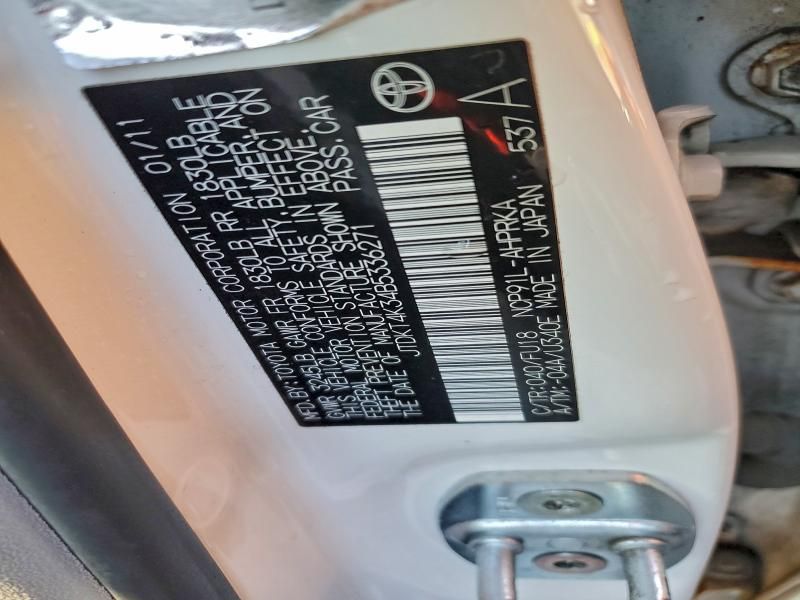 MFD BY: TOYOTA MOTOR CORPORATION 01/11
GVWR 3245LB GAWR FR 1830LB RR 1830LB
THIS VEHICLE CONFORMS TO ALL APPLICABLE
FEDERAL MOTOR VEHICLE SAFETY, BUMPER, AND
THEFT PREVENTION STANDARDS IN EFFECT ON
THE DATE OF MANUFACTURE SHOWN ABOVE.
JTDKT4K34B5336271 PASS. CAR
C/TR:040/FU18 NCP91L-AHPRKA
A/TM:-04A/U340E MADE IN JAPAN 537 A